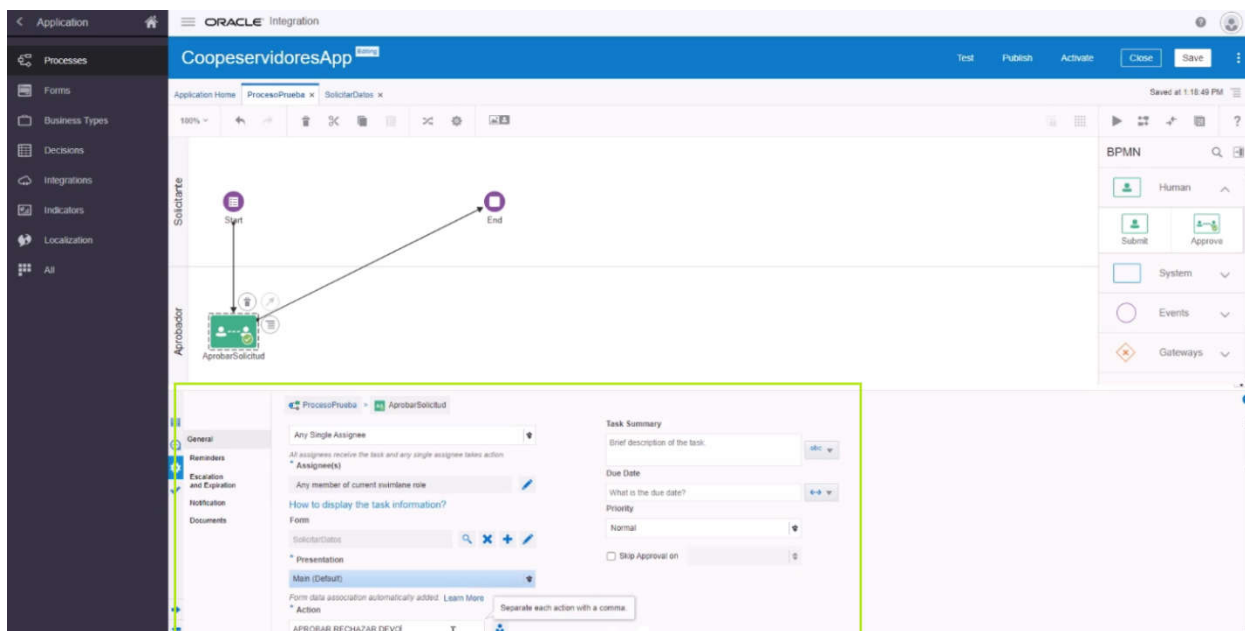 Application
ORACLE Integration
Processes
Forms
Business Types
Decisions
Integrations
Indicators
Localization
All
CoopeservidoresApp Editing
Test Publish Activate Close Save
Application Home ProcesoPrueba x SolicitarDatos x
Saved at 1:18:49 PM
100%
Solicitante
Start
End
Aprobador
AprobarSolicitud
BPMN
Human
Submit Approve
System
Events
Gateways
ProcesoPrueba AprobarSolicitud
General
Reminders
Escalation
and Expiration
Notification
Documents
Any Single Assignee
All assignees receive the task and any single assignee takes action
* Assignee(s)
Any member of current swimlane role
How to display the task information?
Form
SolicitarDatos
* Presentation
Main (Default)
Form data association automatically added. Learn More
* Action
Separate each action with a comma.
APROBAR,RECHAZAR,DEVOL
Task Summary
Brief description of the task.
abc
Due Date
What is the due date?
Priority
Normal
Skip Approval on